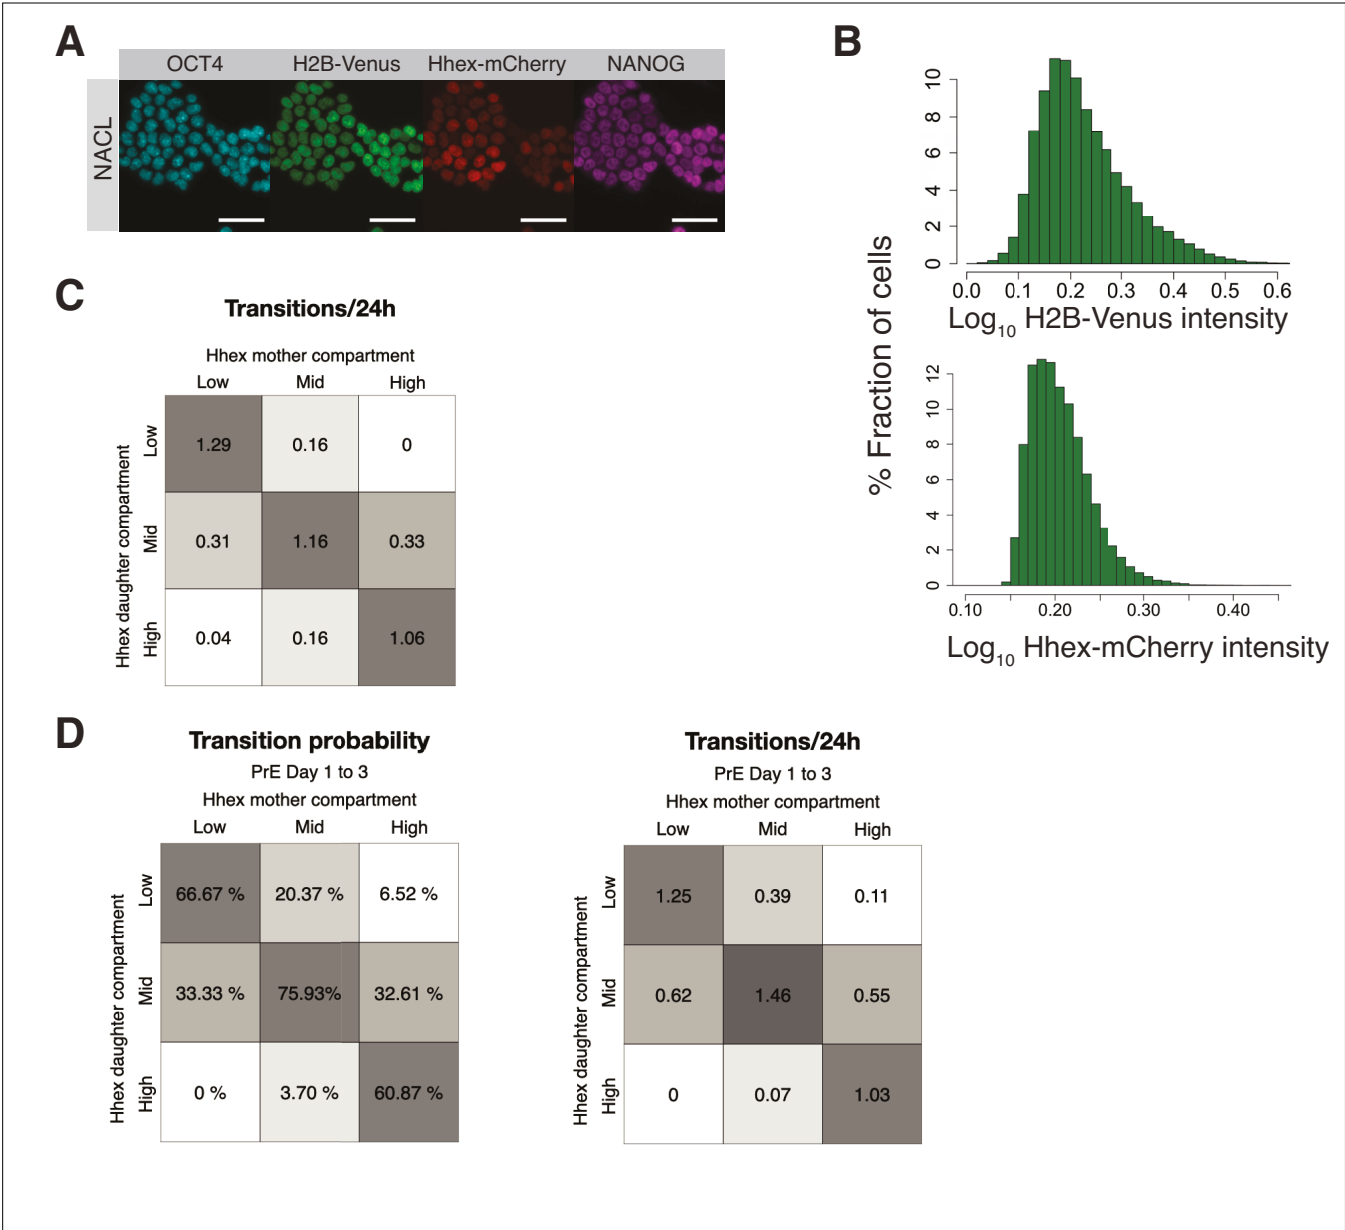 A
OCT4 H2B-Venus Hhex-mCherry NANOG
NACL
B
10
8
6
4
2
0
0.0 0.1 0.2 0.3 0.4 0.5 0.6
Log10 H2B-Venus intensity
% Fraction of cells
12
10
8
6
4
2
0
0.10 0.20 0.30 0.40
Log10 Hhex-mCherry intensity
C
Transitions/24h
Hhex mother compartment
Low Mid High
Hhex daughter compartment
Low 1.29 0.16 0
Mid 0.31 1.16 0.33
High 0.04 0.16 1.06
D
Transition probability
PrE Day 1 to 3
Hhex mother compartment
Low Mid High
Hhex daughter compartment
Low 66.67 % 20.37 % 6.52 %
Mid 33.33 % 75.93% 32.61 %
High 0 % 3.70 % 60.87 %
Transitions/24h
PrE Day 1 to 3
Hhex mother compartment
Low Mid High
Hhex daughter compartment
Low 1.25 0.39 0.11
Mid 0.62 1.46 0.55
High 0 0.07 1.03